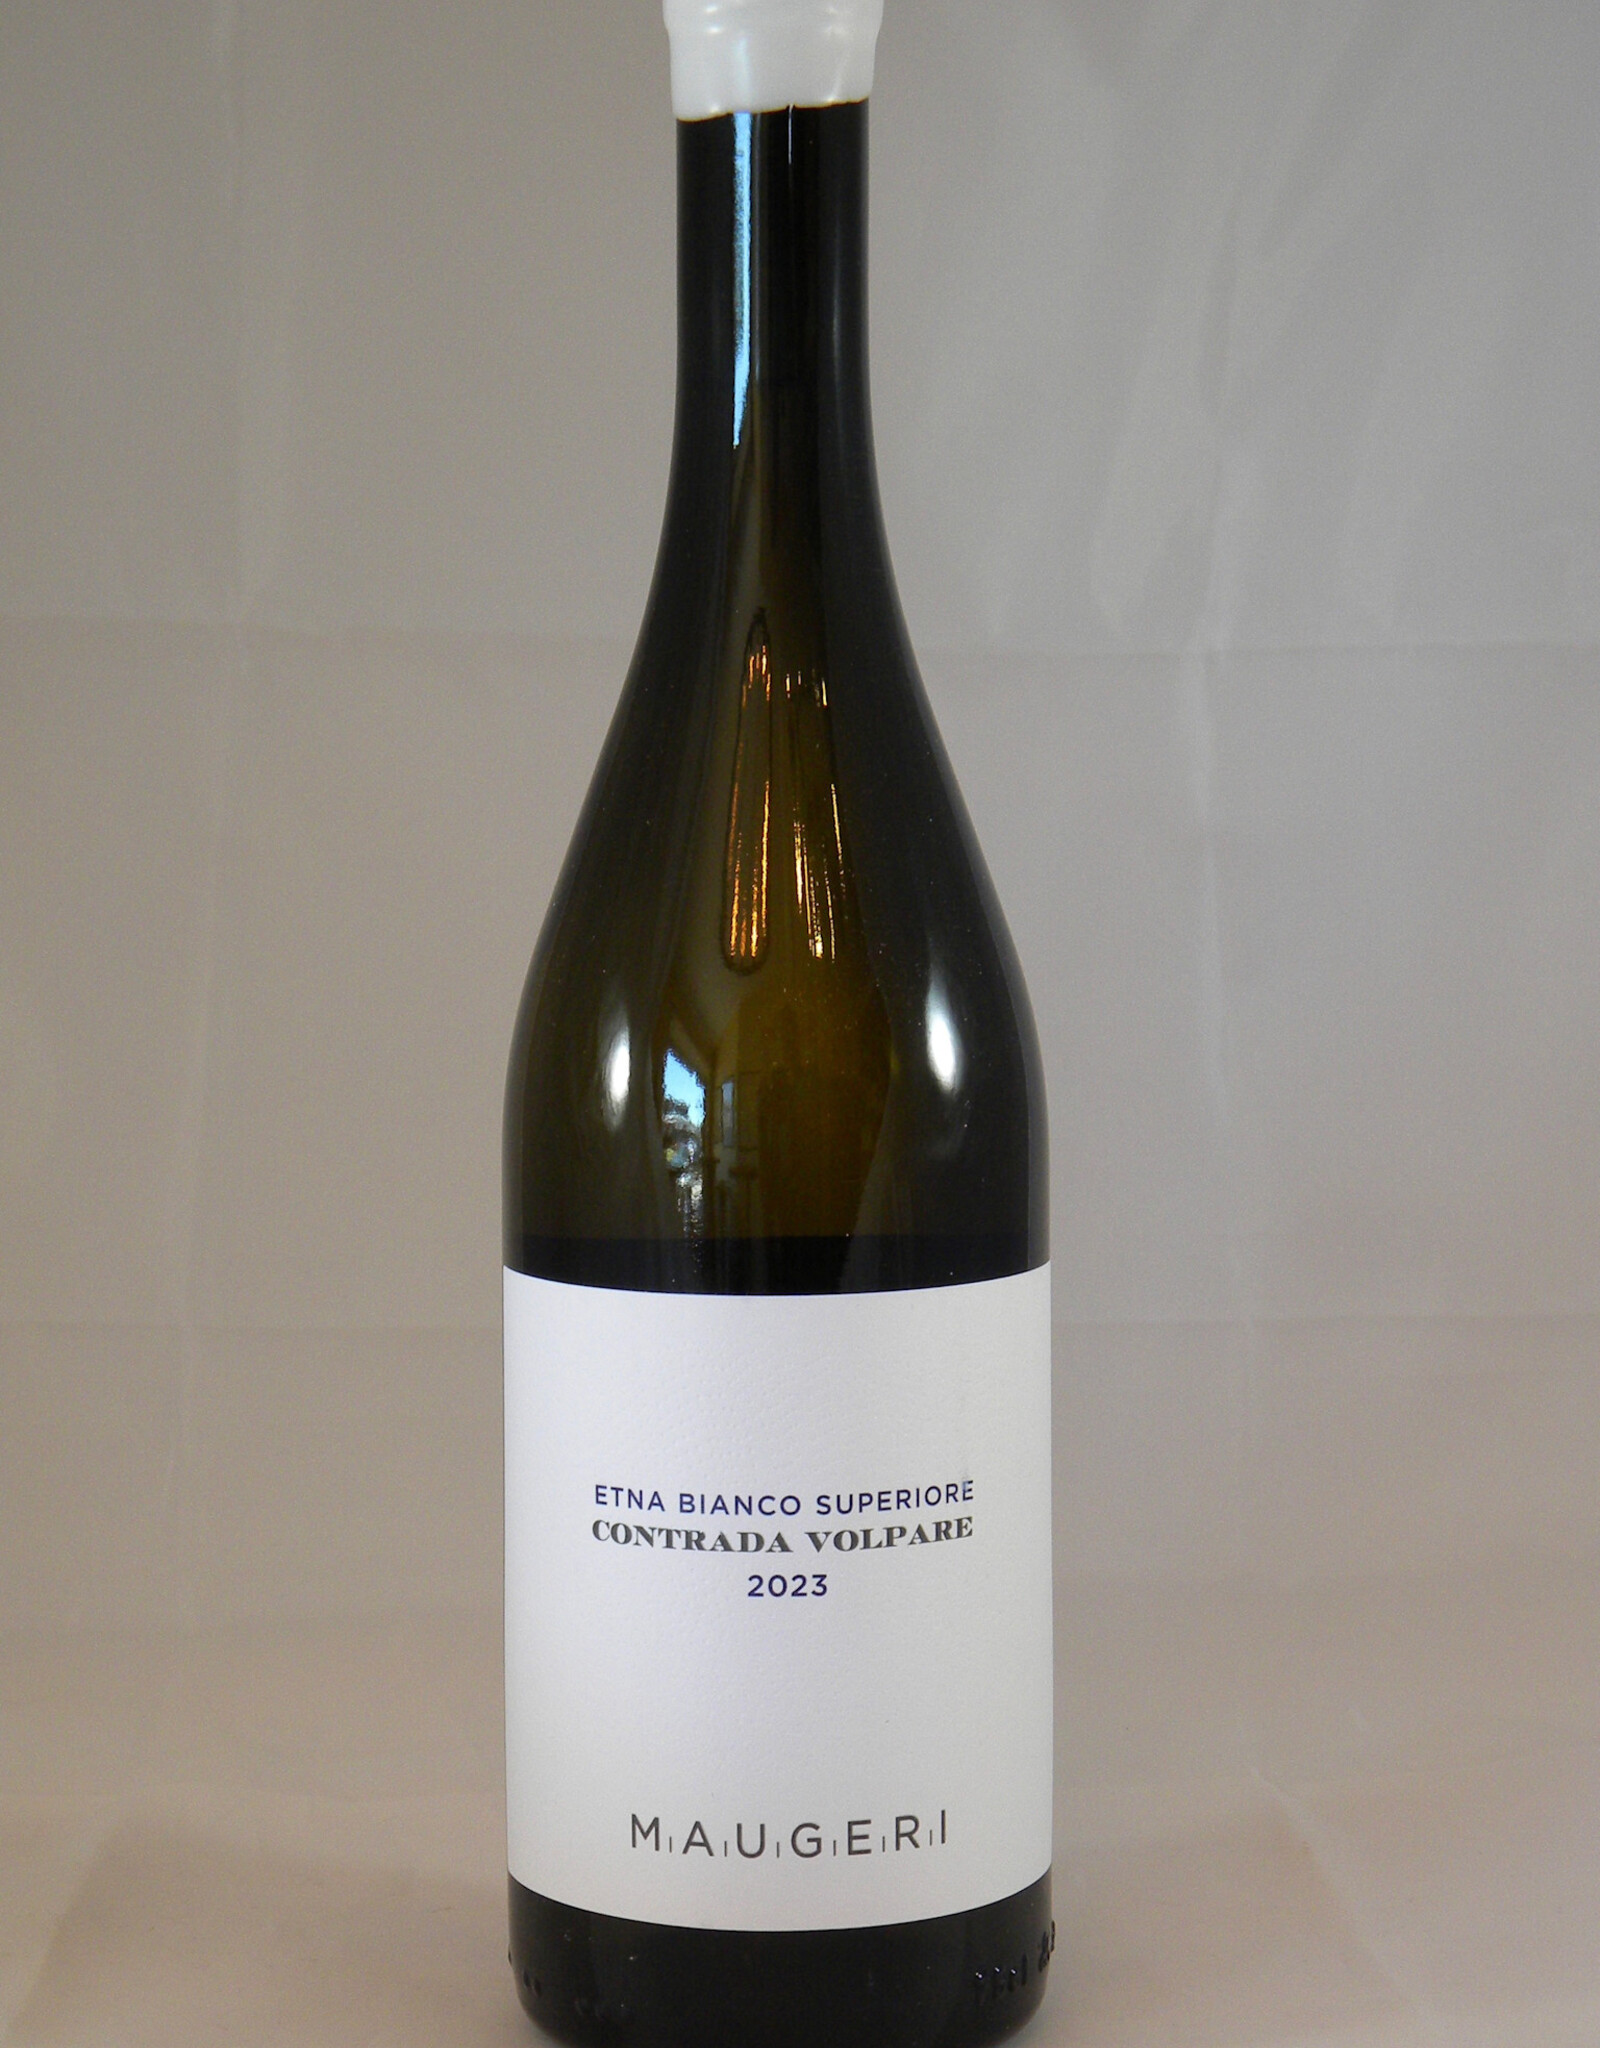 ETNA BIANCO SUPERIORE
CONTRADA VOLPARE
2023
MAUGERI